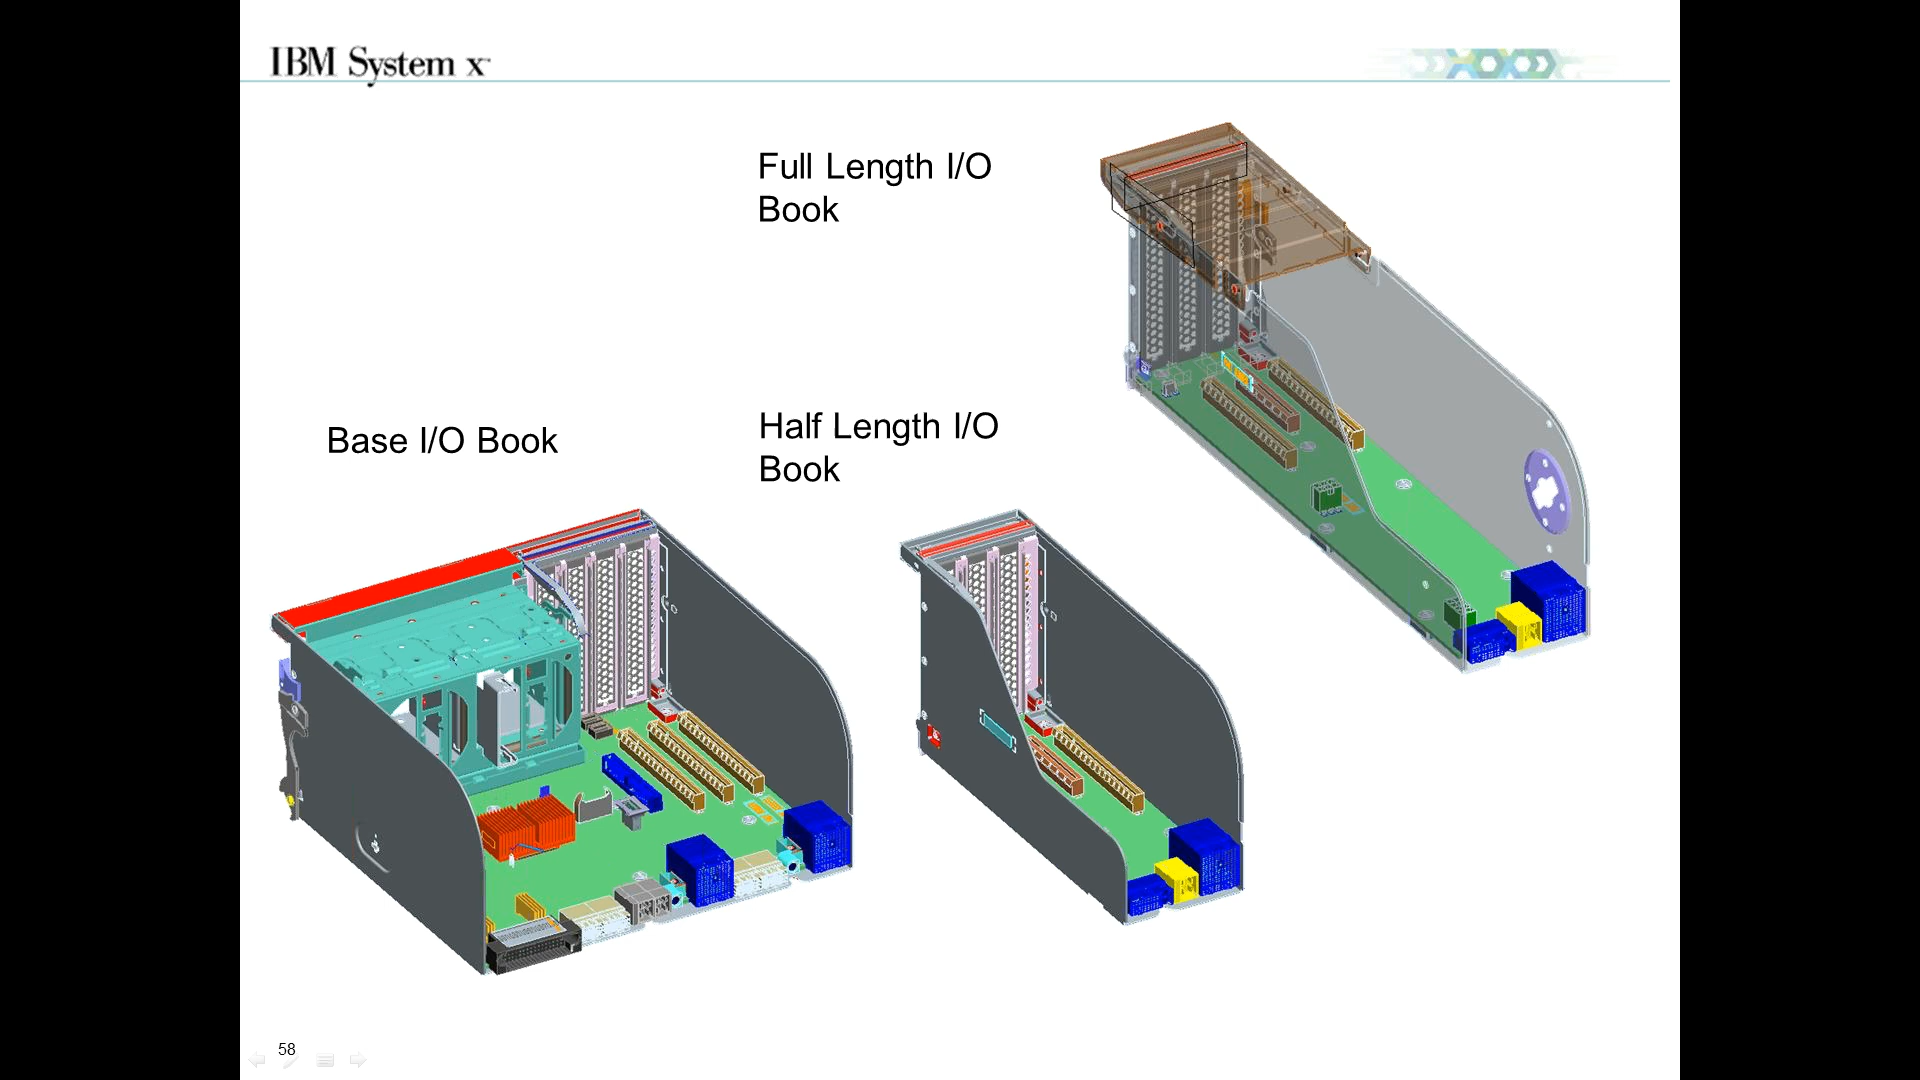 IBM System x
Full Length I/O
Book
Half Length I/O
Book
Base I/O Book
58